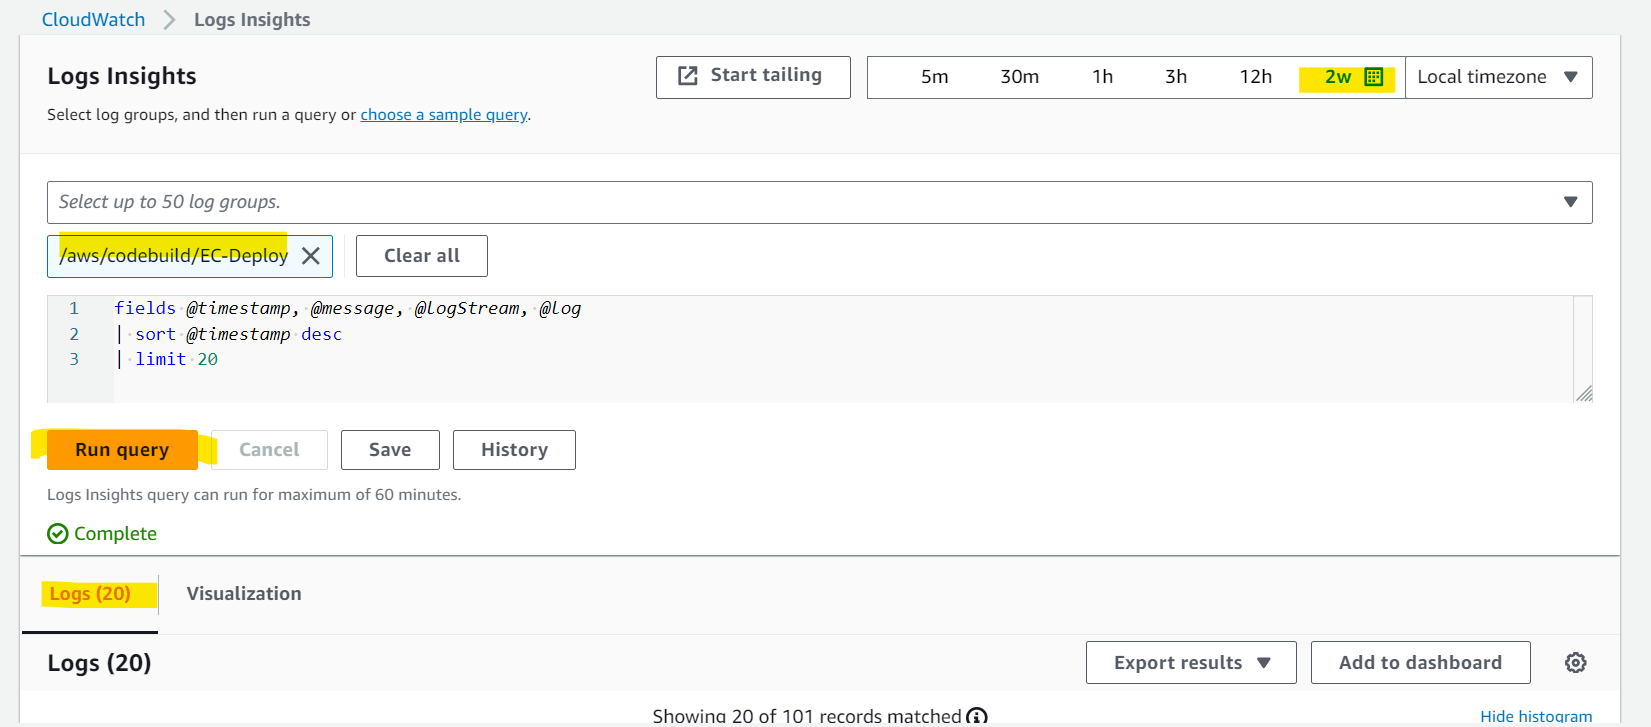 CloudWatch > Logs Insights
Logs Insights
Start tailing
5m 30m 1h 3h 12h 2w Local timezone
Select log groups, and then run a query or choose a sample query.
Select up to 50 log groups.
/aws/codebuild/EC-Deploy
Clear all
1 fields @timestamp, @message, @logStream, @log
2 | sort @timestamp desc
3 | limit 20
Run query Cancel Save History
Logs Insights query can run for maximum of 60 minutes.
Complete
Logs (20) Visualization
Logs (20) Export results Add to dashboard
Showing 20 of 101 records matched Hide histogram